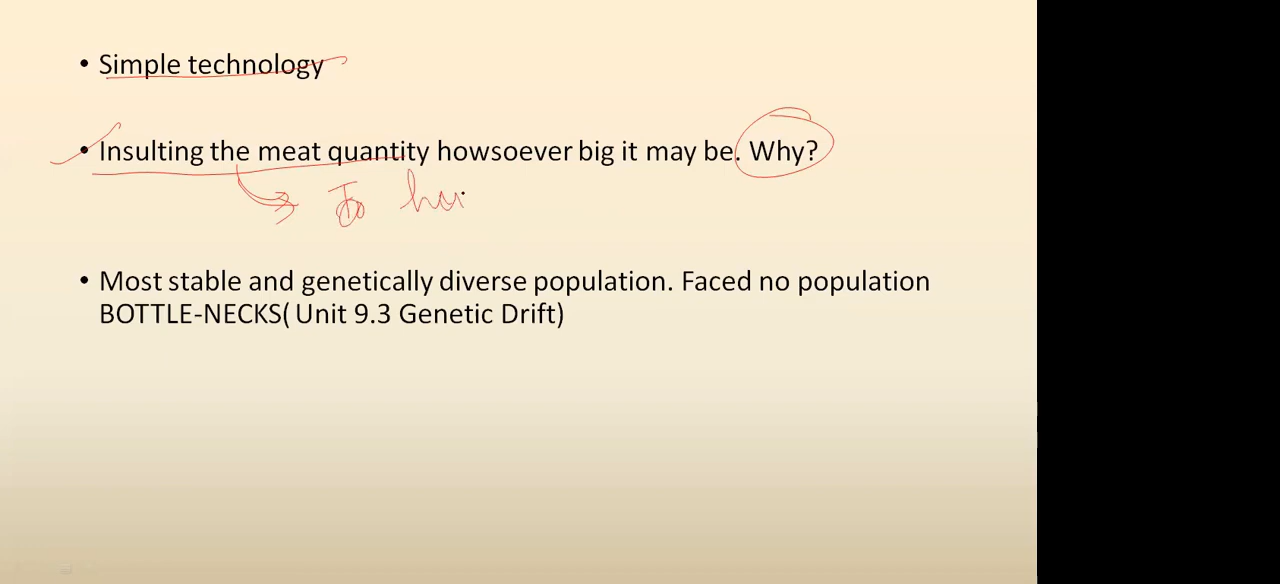 • Simple technology
• Insulting the meat quantity howsoever big it may be. Why?
To
• Most stable and genetically diverse population. Faced no population
BOTTLE-NECKS( Unit 9.3 Genetic Drift)